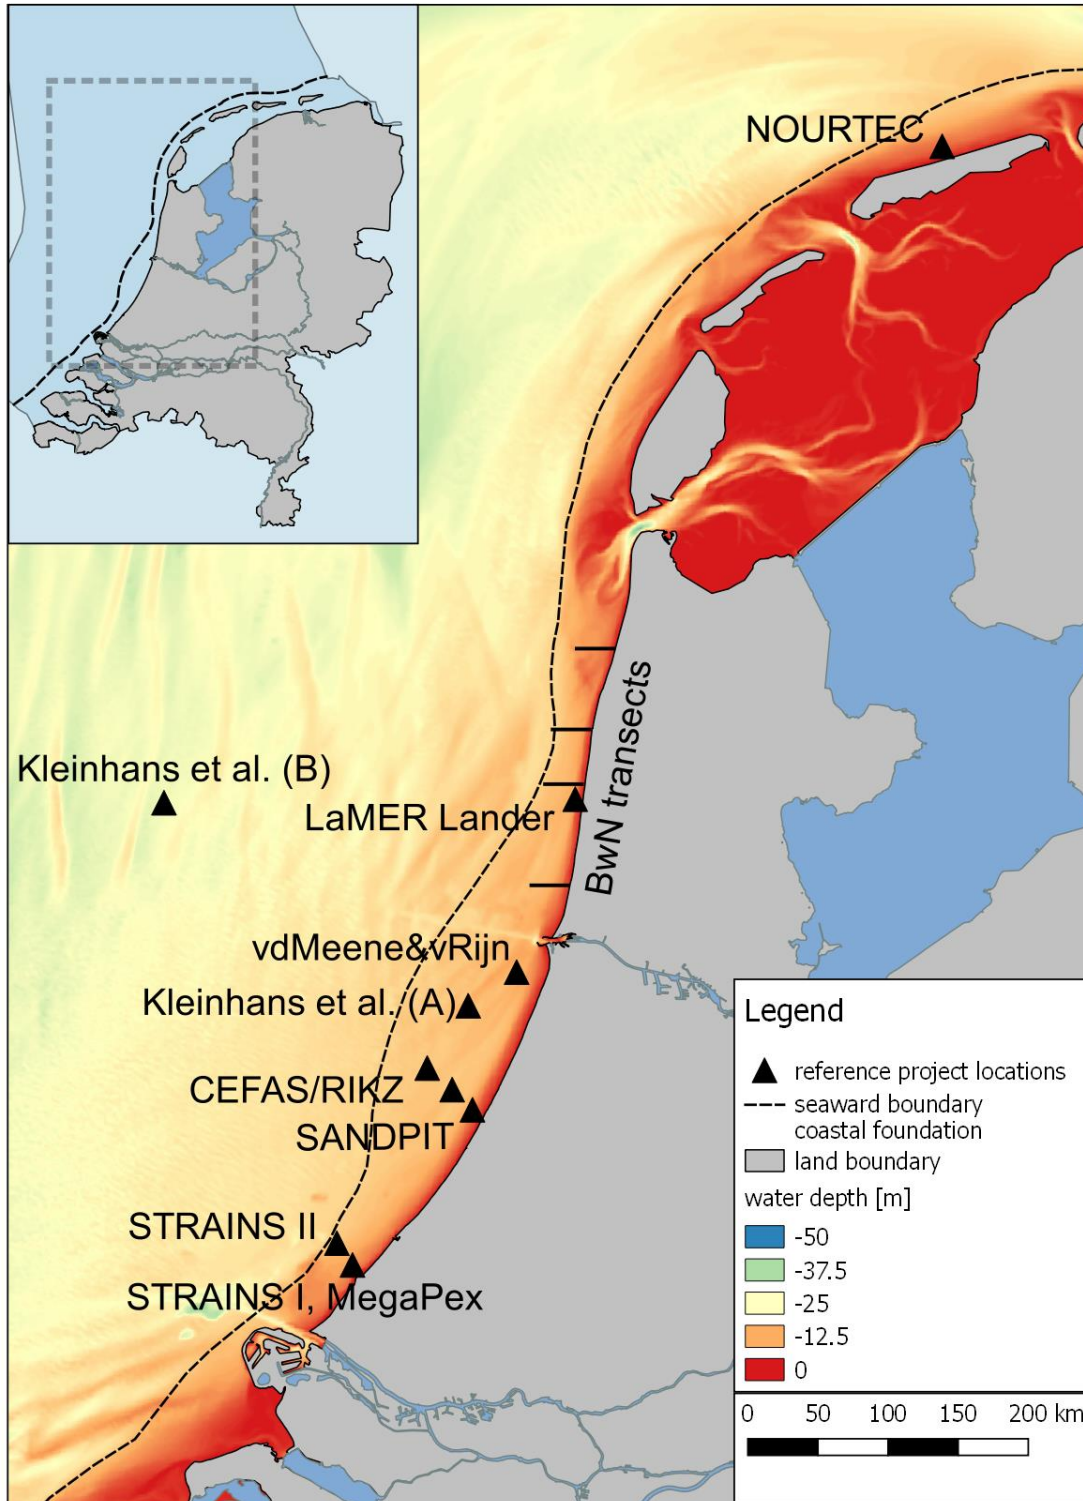 NOURTEC
Kleinhans et al. (B)
LaMER Lander
BwN transects
vdMeene&vRijn
Kleinhans et al. (A)
CEFAS/RIKZ
SANDPIT
STRAINS II
STRAINS I, MegaPex
Legend
reference project locations
seaward boundary
coastal foundation
land boundary
water depth [m]
-50
-37.5
-25
-12.5
0
0 50 100 150 200 km